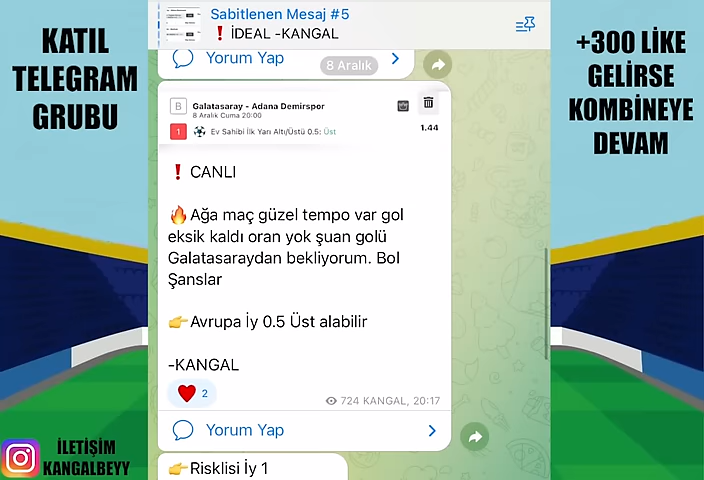 KATIL
TELEGRAM
GRUBU
Sabitlenen Mesaj #5
❗ İDEAL -KANGAL
Yorum Yap
8 Aralık
B Galatasaray - Adana Demirspor
8 Aralık Cuma 20:00
1 Ev Sahibi İlk Yarı Altı/Üstü 0.5: Üst
1.44
❗ CANLI
🔥Ağa maç güzel tempo var gol
eksik kaldı oran yok şuan golü
Galatasaraydan bekliyorum. Bol
Şanslar
👉Avrupa İy 0.5 Üst alabilir
-KANGAL
❤️ 2
724 KANGAL, 20:17
Yorum Yap
👉Risklisi İy 1
+300 LİKE
GELİRSE
KOMBİNEYE
DEVAM
İLETİŞİM
KANGALBEYY